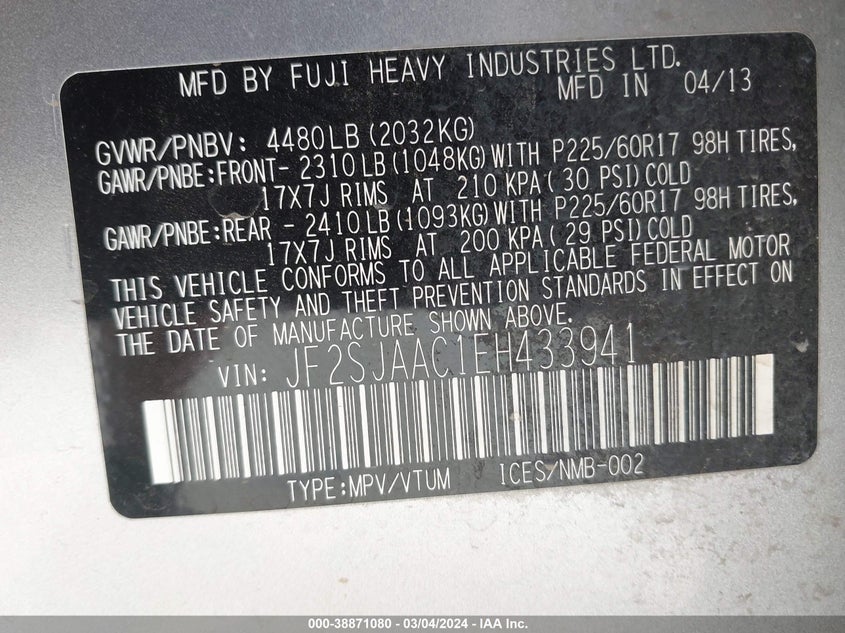 MFD BY FUJI HEAVY INDUSTRIES LTD.
MFD IN 04/13
GVWR/PNBV: 4480LB(2032KG)
GAWR/PNBE:FRONT- 2310LB(1048KG)WITH P225/60R17 98H TIRES,
17X7J RIMS AT 210 KPA( 30 PSI)COLD
GAWR/PNBE:REAR - 2410LB(1093KG)WITH P225/60R17 98H TIRES,
17X7J RIMS AT 200 KPA( 29 PSI)COLD
THIS VEHICLE CONFORMS TO ALL APPLICABLE FEDERAL MOTOR
VEHICLE SAFETY AND THEFT PREVENTION STANDARDS IN EFFECT ON
THE DATE OF MANUFACTURE SHOWN ABOVE.
VIN: JF2SJAAC1EH433941
TYPE:MPV/VTUM ICES/NMB-002
000-38871080 - 03/04/2024 - IAA Inc.